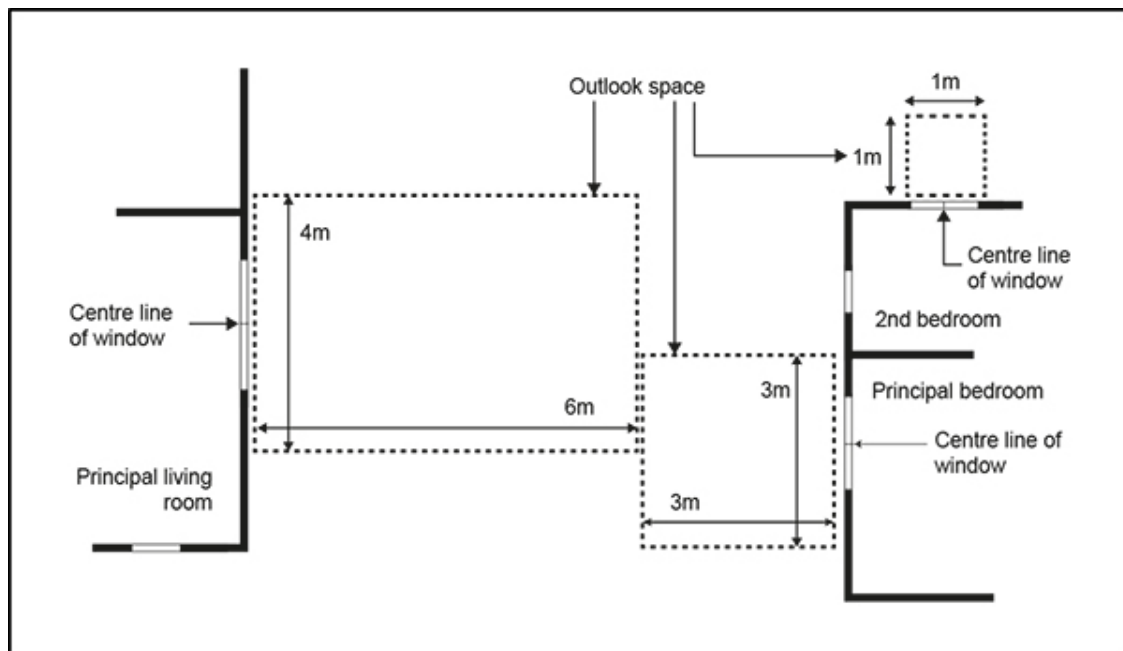 Outlook space
1m
1m
4m
Centre line
of window
Centre line
of window
2nd bedroom
3m
Principal bedroom
6m
Centre line of
window
Principal living
room
3m